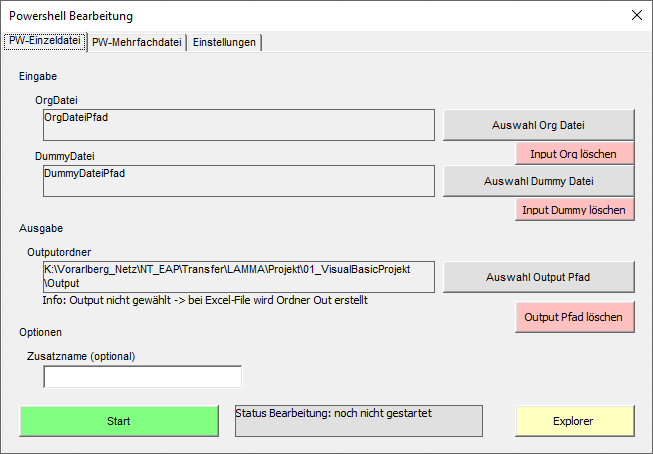 Powershell Bearbeitung
PW-Einzeldatei PW-Mehrfachdatei Einstellungen
Eingabe
OrgDatei
OrgDateiPfad
Auswahl Org Datei
Input Org löschen
DummyDatei
DummyDateiPfad
Auswahl Dummy Datei
Input Dummy löschen
Ausgabe
Outputordner
K:\Vorarlberg_Netz\NT_EAP\Transfer\LAMMA\Projekt\01_VisualBasicProjekt
\Output
Auswahl Output Pfad
Info: Output nicht gewählt -> bei Excel-File wird Ordner Out erstellt
Output Pfad löschen
Optionen
Zusatzname (optional)
Start
Status Bearbeitung: noch nicht gestartet
Explorer